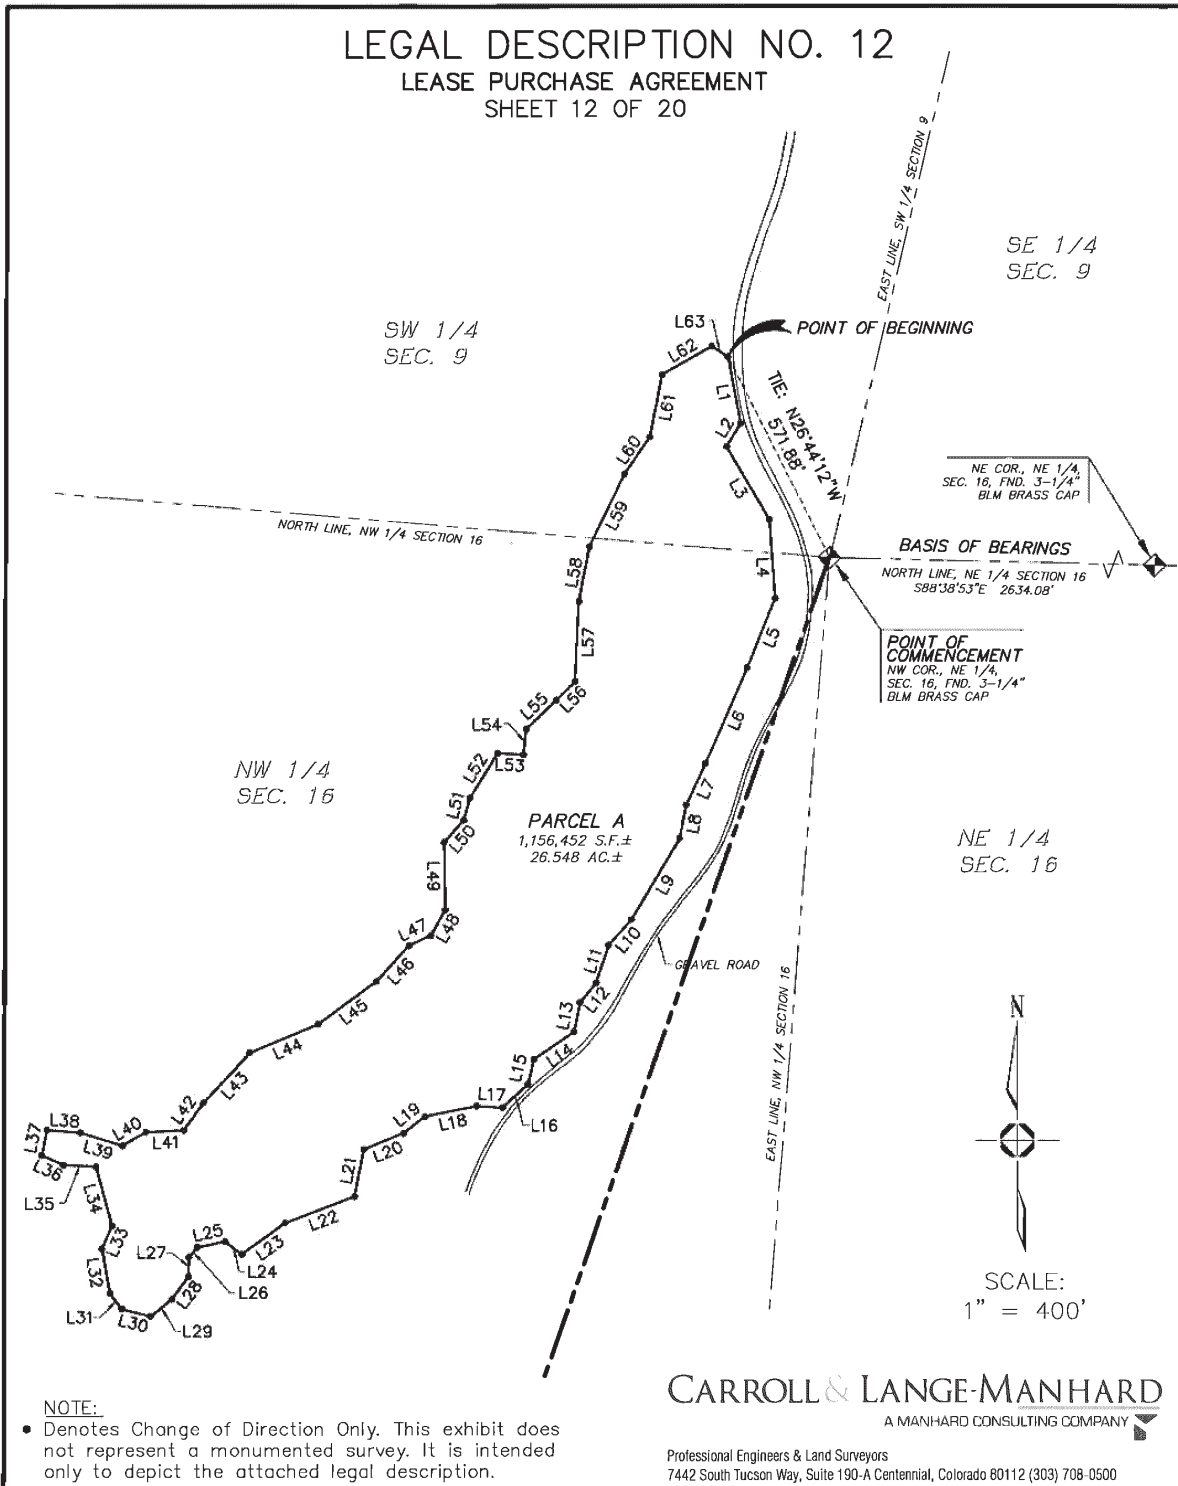 LEGAL DESCRIPTION NO. 12
LEASE PURCHASE AGREEMENT
SHEET 12 OF 20
EAST LINE, SW 1/4 SECTION 9
SE 1/4
SEC. 9
SW 1/4
SEC. 9
L63
POINT OF BEGINNING
L62
L61
L1
TIE: N26°44'12"W
571.88'
L2
L60
L3
L59
NE COR., NE 1/4,
SEC. 16, FND. 3-1/4"
BLM BRASS CAP
NORTH LINE, NW 1/4 SECTION 16
BASIS OF BEARINGS
NORTH LINE, NE 1/4 SECTION 16
S88°38'53"E 2634.08'
L58
L4
L57
L5
POINT OF
COMMENCEMENT
NW COR., NE 1/4,
SEC. 16, FND. 3-1/4"
BLM BRASS CAP
L56
L55
L54
L6
L53
L52
L7
NW 1/4
SEC. 16
L51
L50
L8
PARCEL A
1,156,452 S.F.±
26.548 AC.±
NE 1/4
SEC. 16
L49
L9
L48
L47
L10
L46
L11
GRAVEL ROAD
L45
L12
L13
EAST LINE, NW 1/4 SECTION 16
N
L44
L14
L43
L15
L42
L17
L16
L18
L19
L41
L40
L38
L39
L37
L36
L20
L35
L34
L21
L22
L33
L23
L25
L24
L27
L26
L32
L28
L31
L30
L29
SCALE:
1" = 400'
CARROLL & LANGE-MANHARD
A MANHARD CONSULTING COMPANY
NOTE:
● Denotes Change of Direction Only. This exhibit does
not represent a monumented survey. It is intended
only to depict the attached legal description.
Professional Engineers & Land Surveyors
7442 South Tucson Way, Suite 190-A Centennial, Colorado 80112 (303) 708-0500